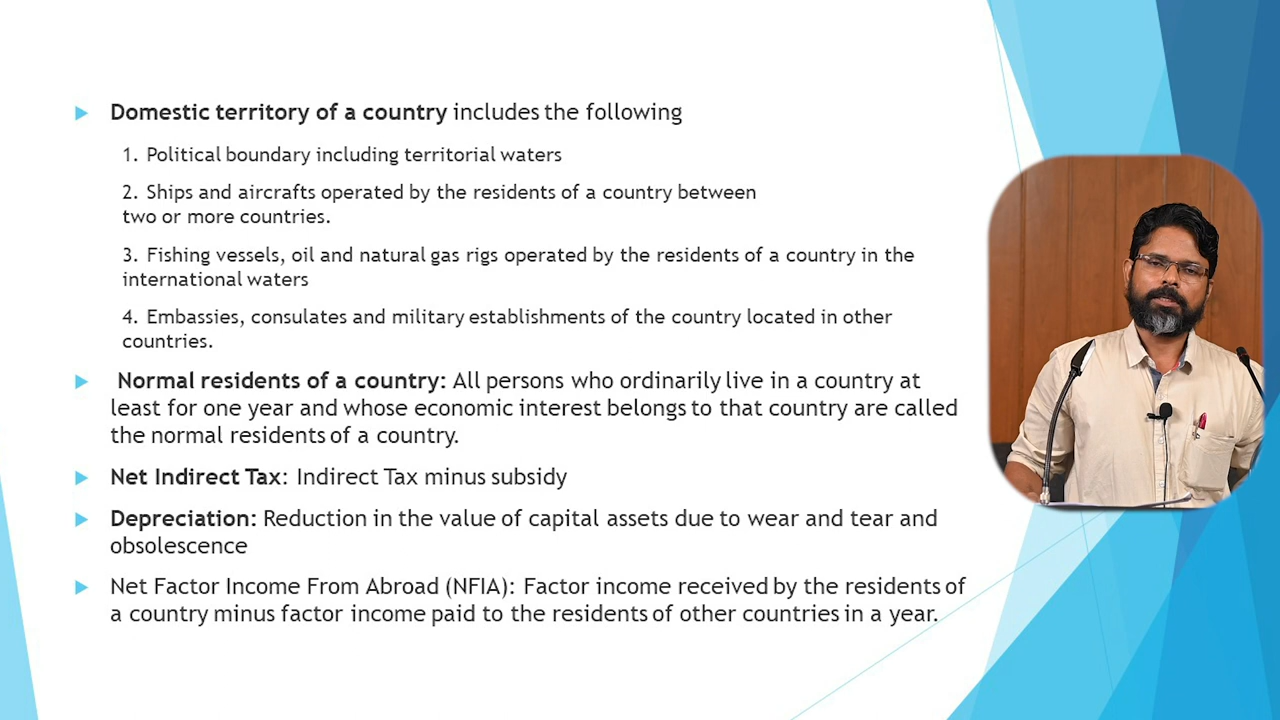 Domestic territory of a country includes the following
1. Political boundary including territorial waters
2. Ships and aircrafts operated by the residents of a country between
two or more countries.
3. Fishing vessels, oil and natural gas rigs operated by the residents of a country in the
international waters
4. Embassies, consulates and military establishments of the country located in other
countries.
Normal residents of a country: All persons who ordinarily live in a country at
least for one year and whose economic interest belongs to that country are called
the normal residents of a country.
Net Indirect Tax: Indirect Tax minus subsidy
Depreciation: Reduction in the value of capital assets due to wear and tear and
obsolescence
Net Factor Income From Abroad (NFIA): Factor income received by the residents of
a country minus factor income paid to the residents of other countries in a year.